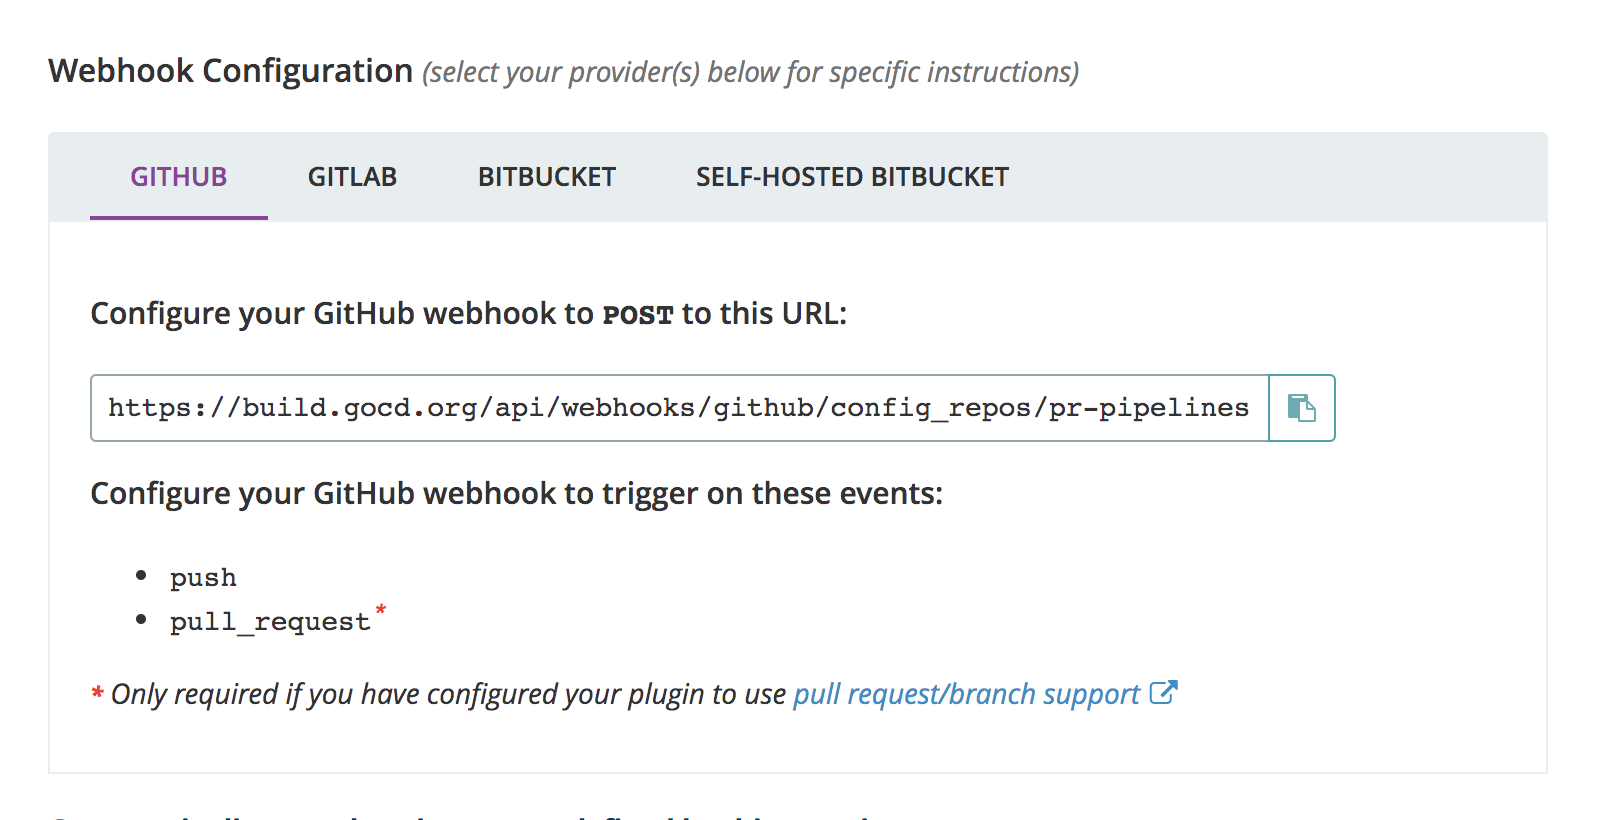 Webhook Configuration (select your provider(s) below for specific instructions)
GITHUB GITLAB BITBUCKET SELF-HOSTED BITBUCKET
Configure your GitHub webhook to POST to this URL:
https://build.gocd.org/api/webhooks/github/config_repos/pr-pipelines
Configure your GitHub webhook to trigger on these events:
• push
• pull_request*
* Only required if you have configured your plugin to use pull request/branch support